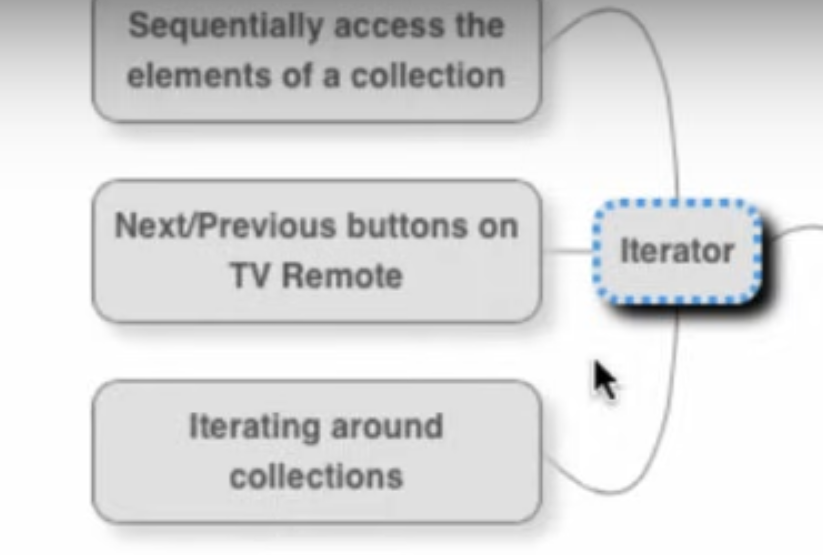 Sequentially access the
elements of a collection
Next/Previous buttons on
TV Remote
Iterator
Iterating around
collections